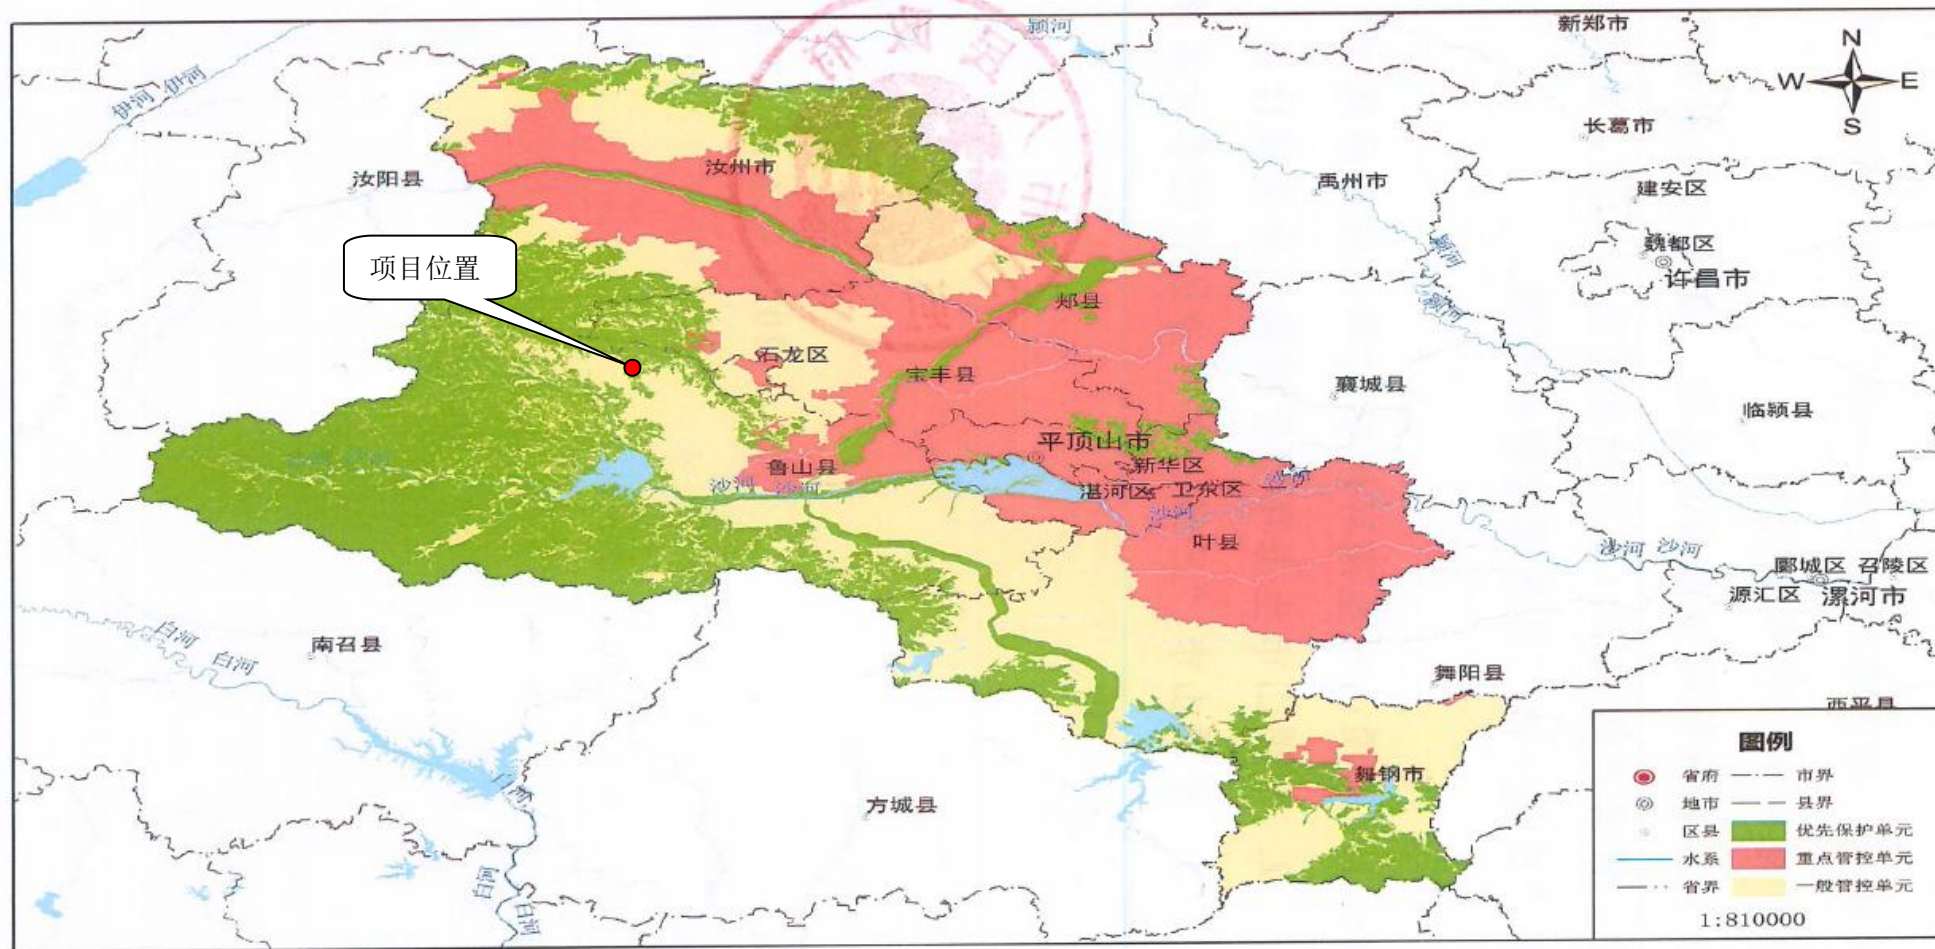 颍河
新郑市
N
W
E
S
伊河 伊河
长葛市
汝州市
汝阳县
禹州市
建安区
魏都区
许昌市
颍河
颍河
项目位置
郏县
石龙区
宝丰县
襄城县
临颍县
平顶山市
鲁山县
新华区
沙河 沙河
湛河区
卫东区
沙河
叶县
沙河 沙河
郾城区 召陵区
源汇区 漯河市
白河 白河
南召县
舞阳县
西平县
舞钢市
方城县
白河
白河
图例
省府 市界
地市 县界
区县 优先保护单元
水系 重点管控单元
省界 一般管控单元
1:810000